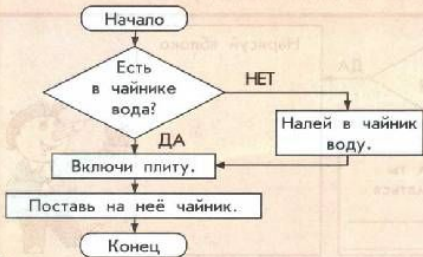 Начало
Есть
в чайнике
вода?
НЕТ
ДА
Налей в чайник
воду.
Включи плиту.
Поставь на неё чайник.
Конец